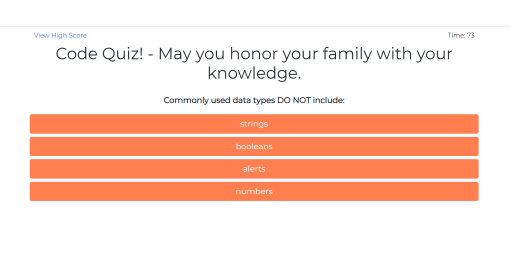 View High Score
Time: 73
Code Quiz! - May you honor your family with your
knowledge.
Commonly used data types DO NOT include:
strings
booleans
alerts
numbers